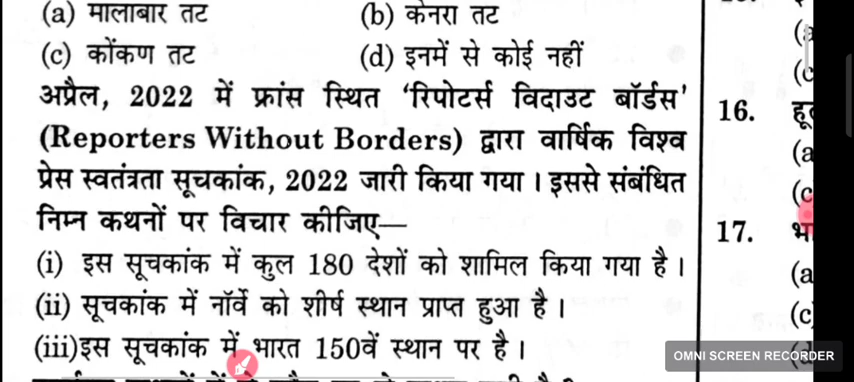 (a) मालाबार तट (b) केनरा तट
(c) कोंकण तट (d) इनमें से कोई नहीं
अप्रैल, 2022 में फ्रांस स्थित ‘रिपोटर्स विदाउट बॉर्डस’
(Reporters Without Borders) द्वारा वार्षिक विश्व
प्रेस स्वतंत्रता सूचकांक, 2022 जारी किया गया। इससे संबंधित
निम्न कथनों पर विचार कीजिए—
(i) इस सूचकांक में कुल 180 देशों को शामिल किया गया है।
(ii) सूचकांक में नॉर्वे को शीर्ष स्थान प्राप्त हुआ है।
(iii)इस सूचकांक में भारत 150वें स्थान पर है।
16.
(a
(c
17.
(a
(c)
(d
OMNI SCREEN RECORDER